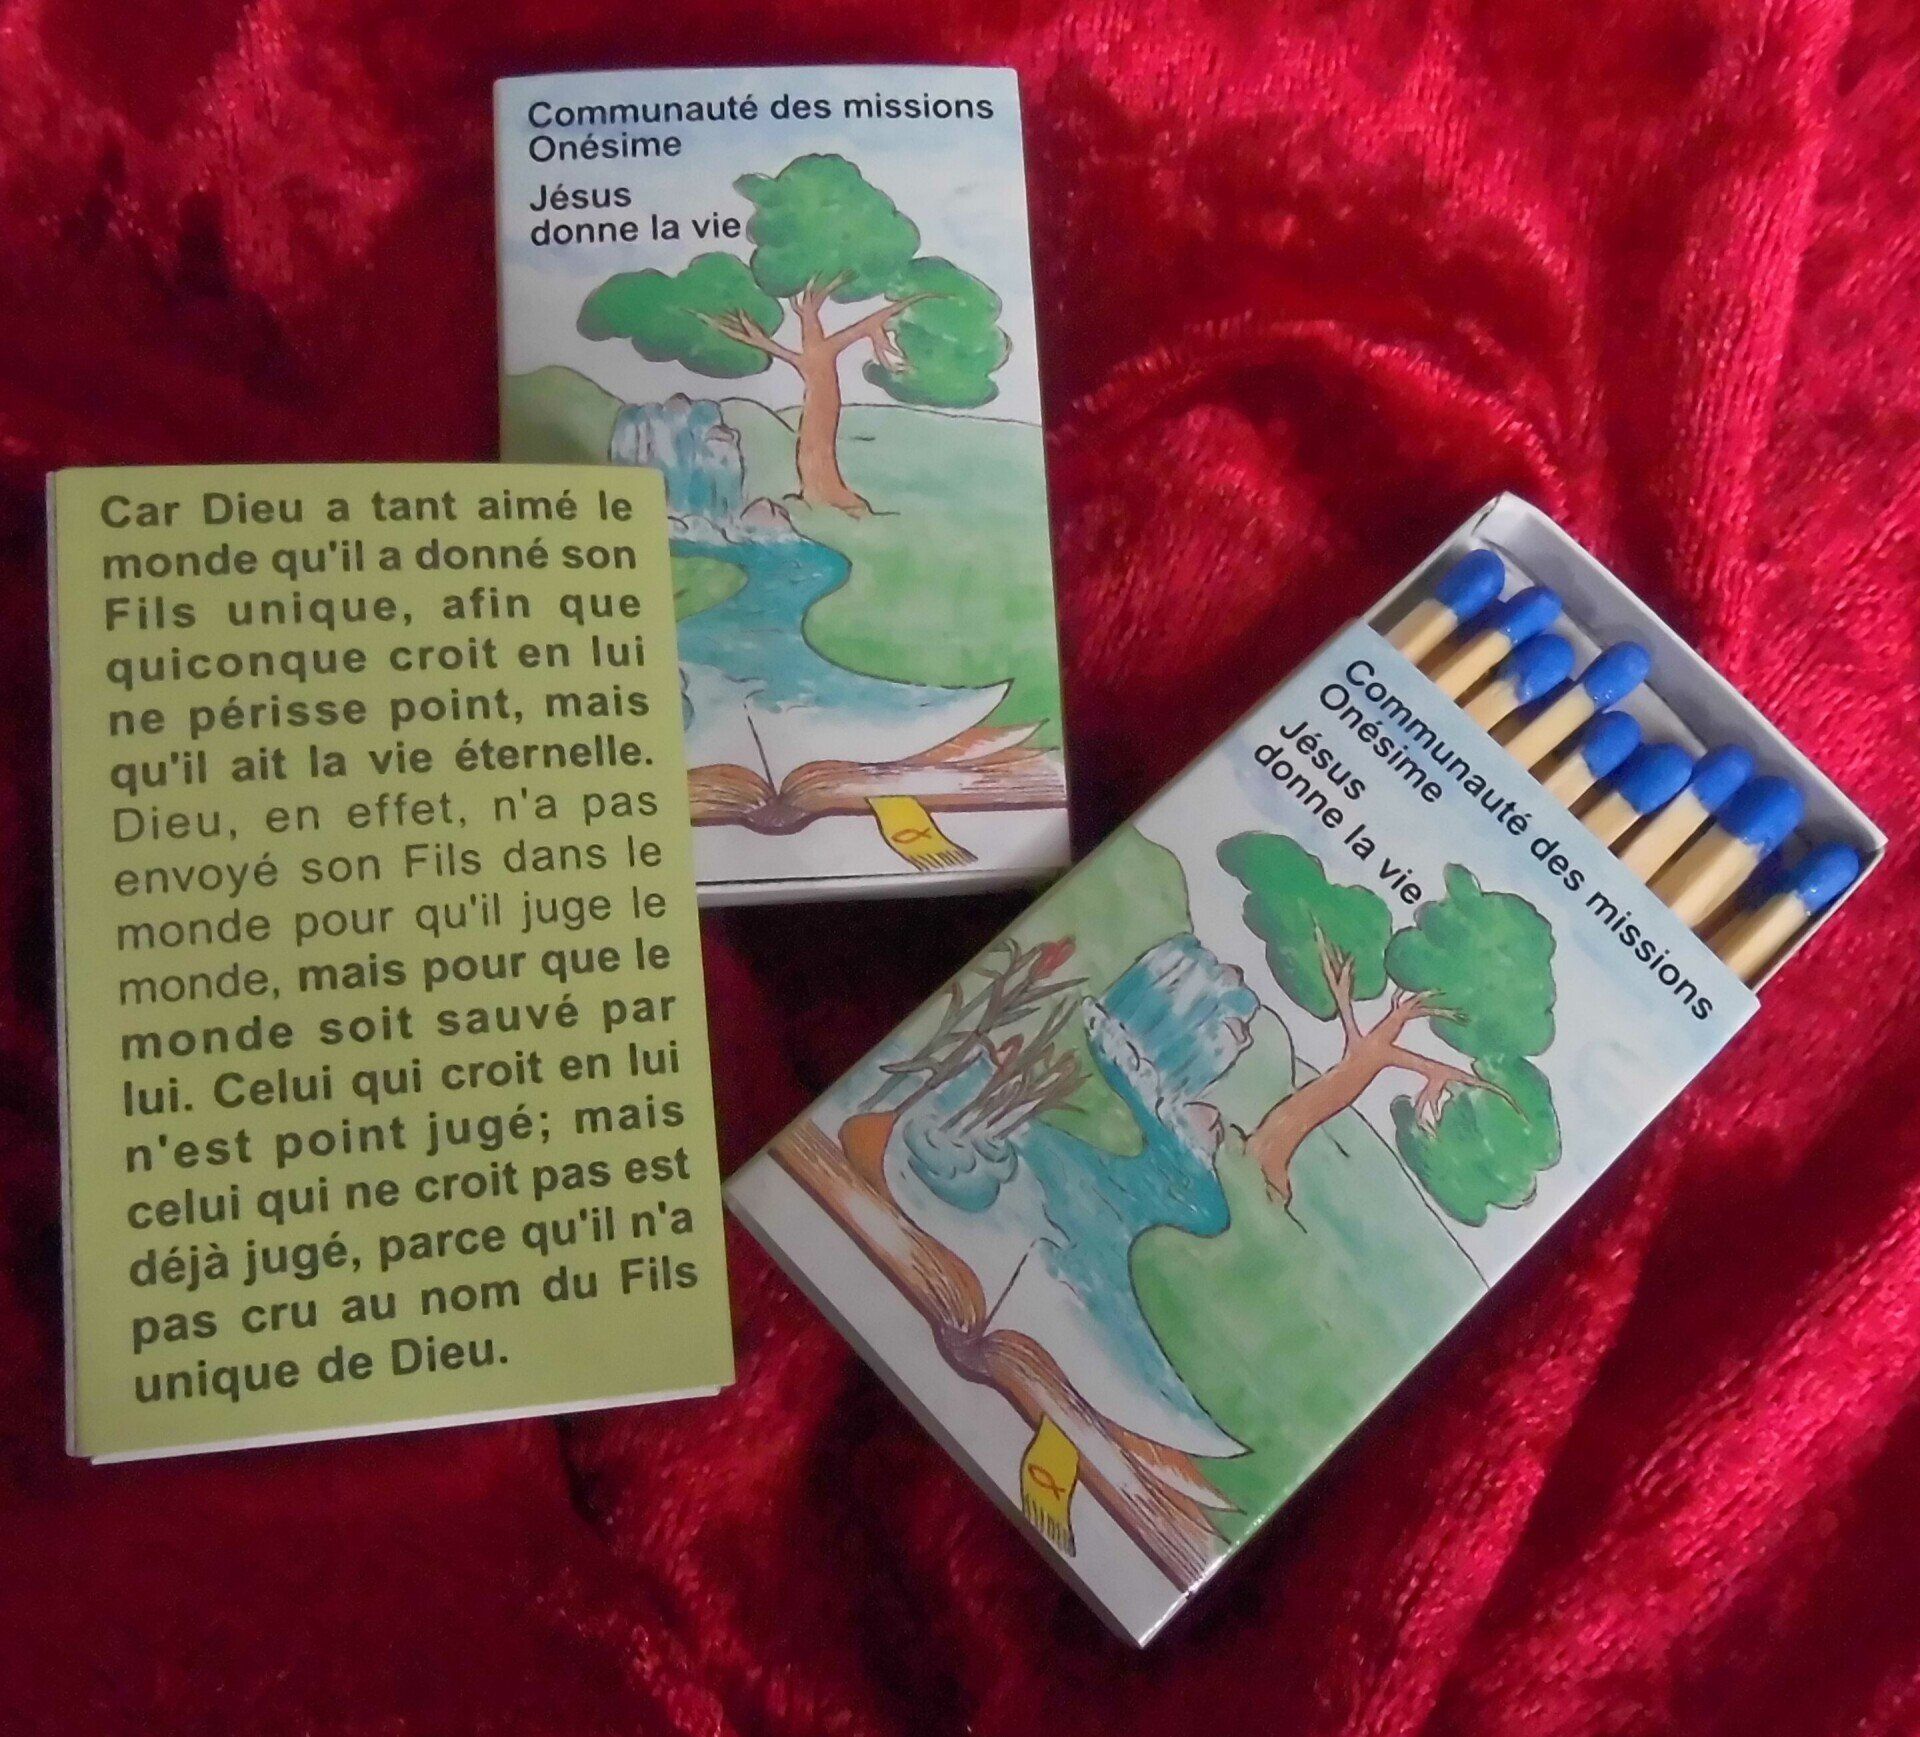 Communauté des missions
Onésime
Jésus
donne la vie
Car Dieu a tant aimé le
monde qu'il a donné son
Fils unique, afin que
quiconque croit en lui
ne périsse point, mais
qu'il ait la vie éternelle.
Dieu, en effet, n'a pas
envoyé son Fils dans le
monde pour qu'il juge le
monde, mais pour que le
monde soit sauvé par
lui. Celui qui croit en lui
n'est point jugé; mais
celui qui ne croit pas est
déjà jugé, parce qu'il n'a
pas cru au nom du Fils
unique de Dieu.
Communauté des missions
Onésime
Jésus
donne la vie